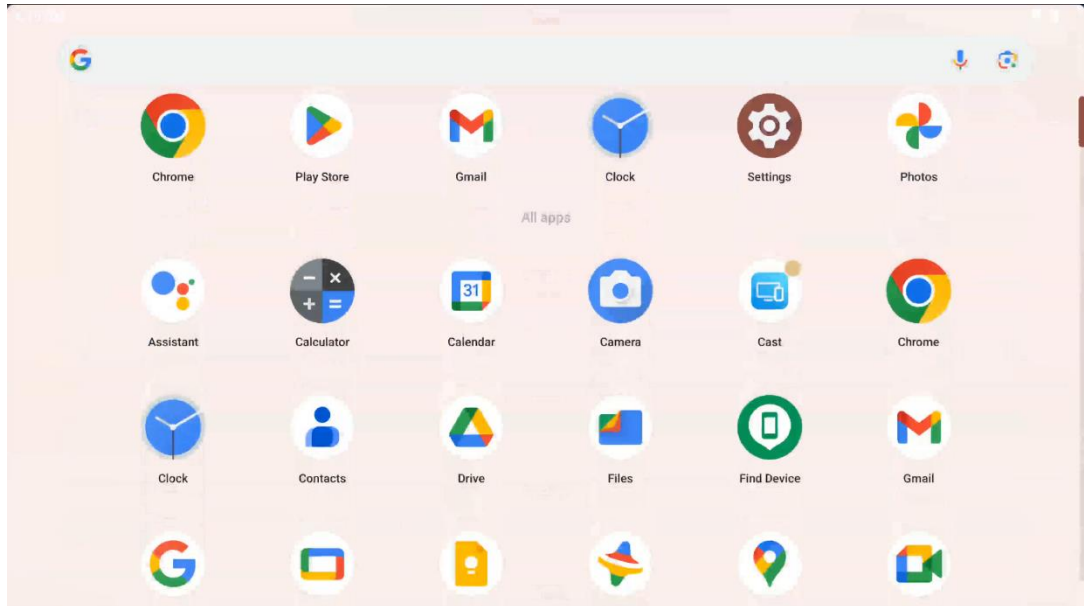 Chrome Play Store Gmail Clock Settings Photos
All apps
31
Assistant Calculator Calendar Camera Cast Chrome
Clock Contacts Drive Files Find Device Gmail